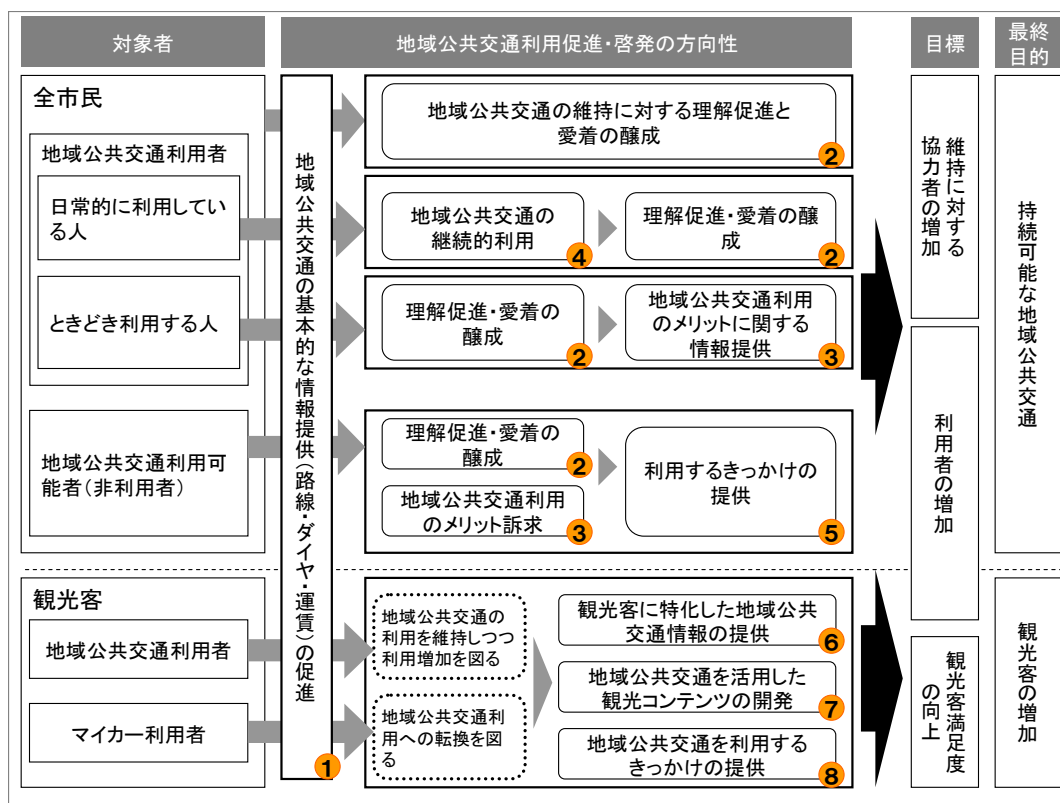 対象者
地域公共交通利用促進・啓発の方向性
目標
最終
目的
全市民
地域公共交通利用者
日常的に利用してい
る人
ときどき利用する人
地域公共交通利用可
能者（非利用者）
観光客
地域公共交通利用者
マイカー利用者
地域公共交通の基本的な情報提供（路線・ダイヤ・運賃）の促進
1
地域公共交通の維持に対する理解促進と
愛着の醸成
2
地域公共交通の
継続的利用
4
理解促進・愛着の醸
成
2
理解促進・愛着の
醸成
2
地域公共交通利用
のメリットに関する
情報提供
3
理解促進・愛着の
醸成
2
地域公共交通利用
のメリット訴求
3
利用するきっかけの
提供
5
地域公共交通の
利用を維持しつつ
利用増加を図る
地域公共交通利
用への転換を図
る
観光客に特化した地域公共
交通情報の提供
6
地域公共交通を活用した
観光コンテンツの開発
7
地域公共交通を利用する
きっかけの提供
8
維持に対する
協力者の増加
利用者の増加
観光客満足度
の向上
持続可能な地域公共交通
観光客の増加